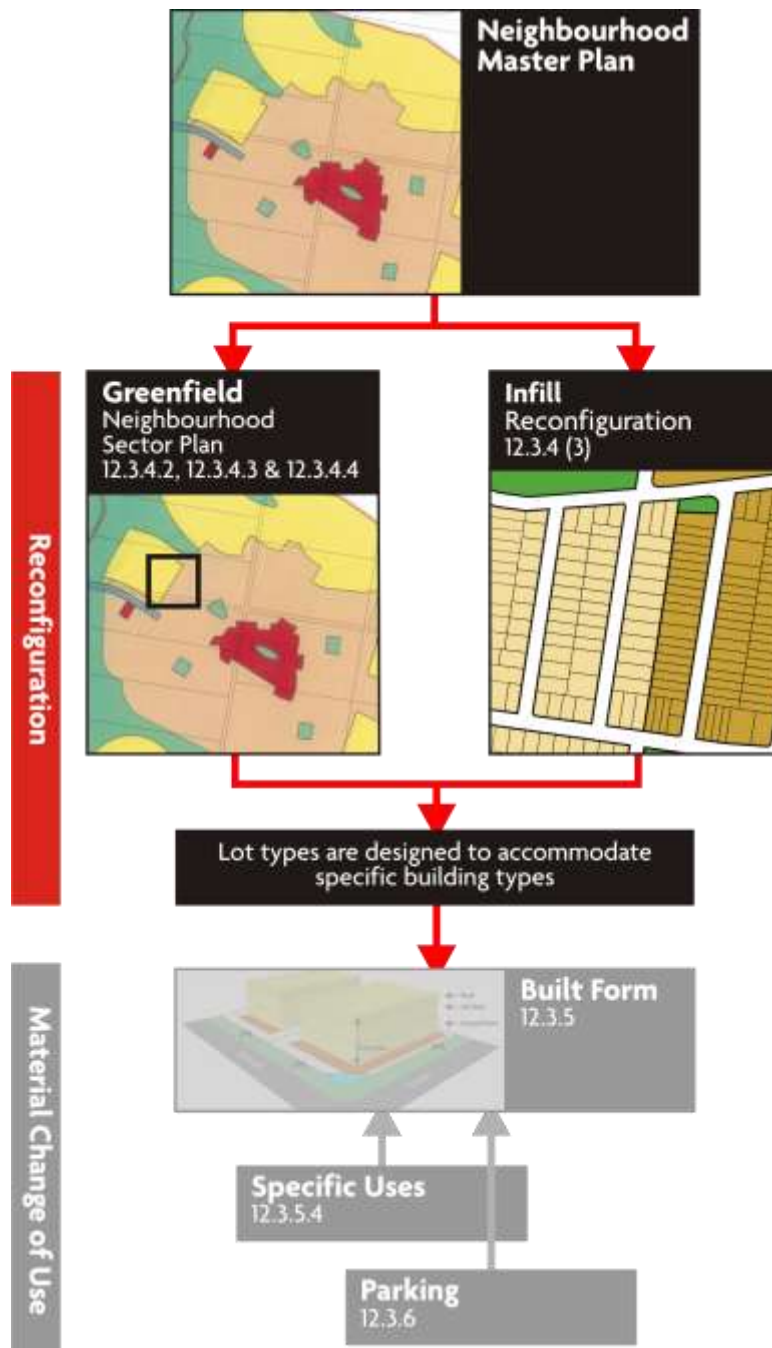 Neighbourhood
Master Plan
Reconfiguration
Greenfield
Neighbourhood
Sector Plan
12.3.4.2, 12.3.4.3 & 12.3.4.4
Infill
Reconfiguration
12.3.4 (3)
Lot types are designed to accommodate
specific building types
Material Change of Use
Built Form
12.3.5
Specific Uses
12.3.5.4
Parking
12.3.6